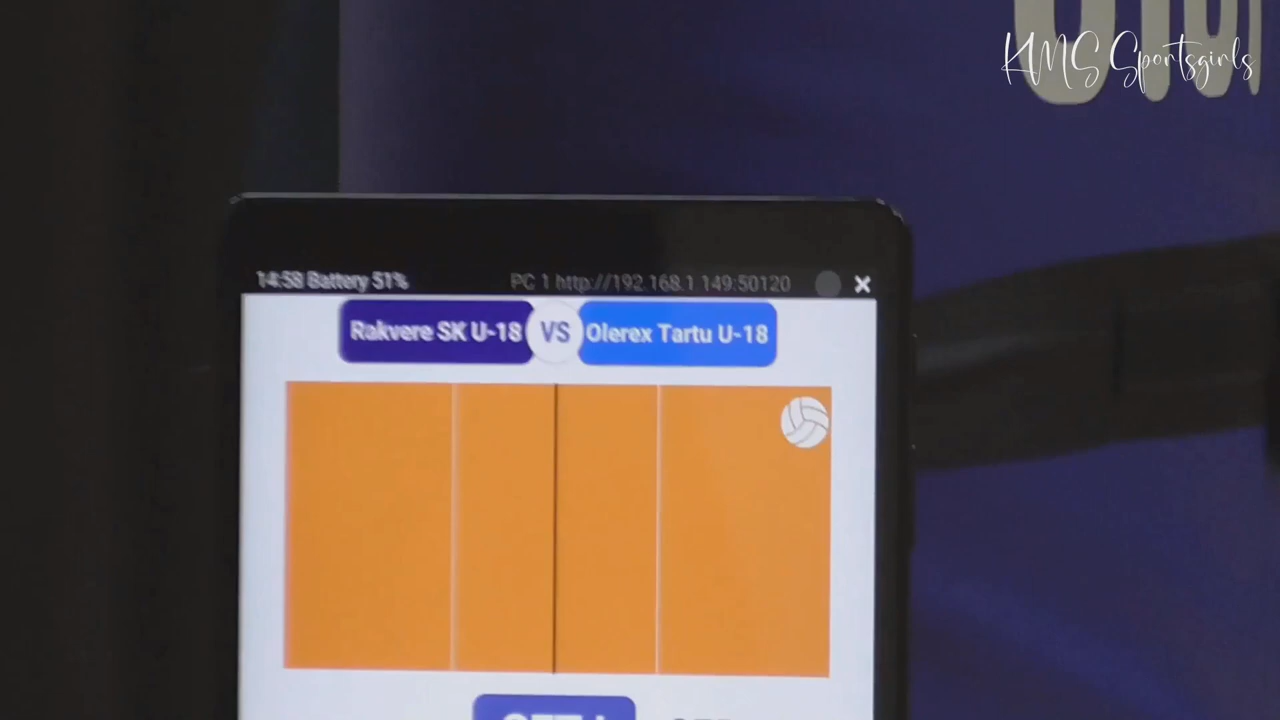 KMS Sportsgirls
14:58 Battery 51%
PC 1 http://192.168.1.149:50120
Rakvere SK U-18
VS
Olerex Tartu U-18